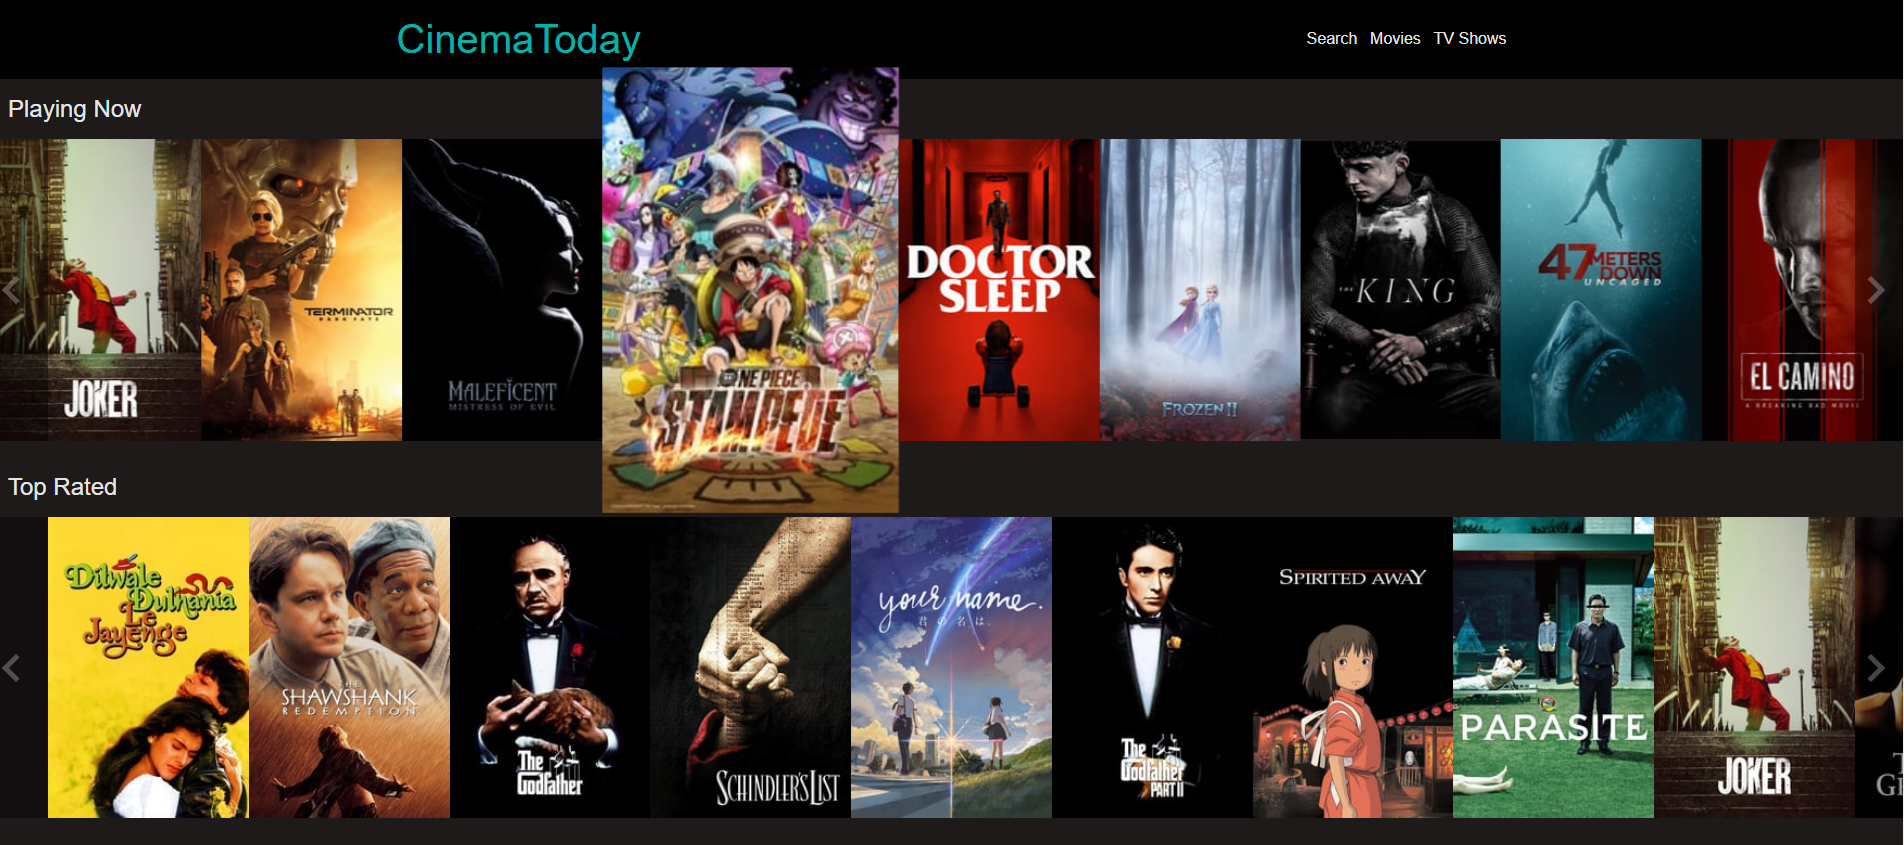 CinemaToday
Search Movies TV Shows
Playing Now
JOKER
TERMINATOR
DARK FATE
MALEFICENT
MISTRESS OF EVIL
ONE PIECE
STAMPEDE
DOCTOR
SLEEP
FROZEN II
THE KING
47 METERS
DOWN
UNCAGED
EL CAMINO
A BREAKING BAD MOVIE
Top Rated
Dilwale
Dulhania
Le
Jayenge
THE
SHAWSHANK
REDEMPTION
The
Godfather
SCHINDLER'S LIST
your name.
君の名は。
The
Godfather
PART II
SPIRITED AWAY
PARASITE
JOKER